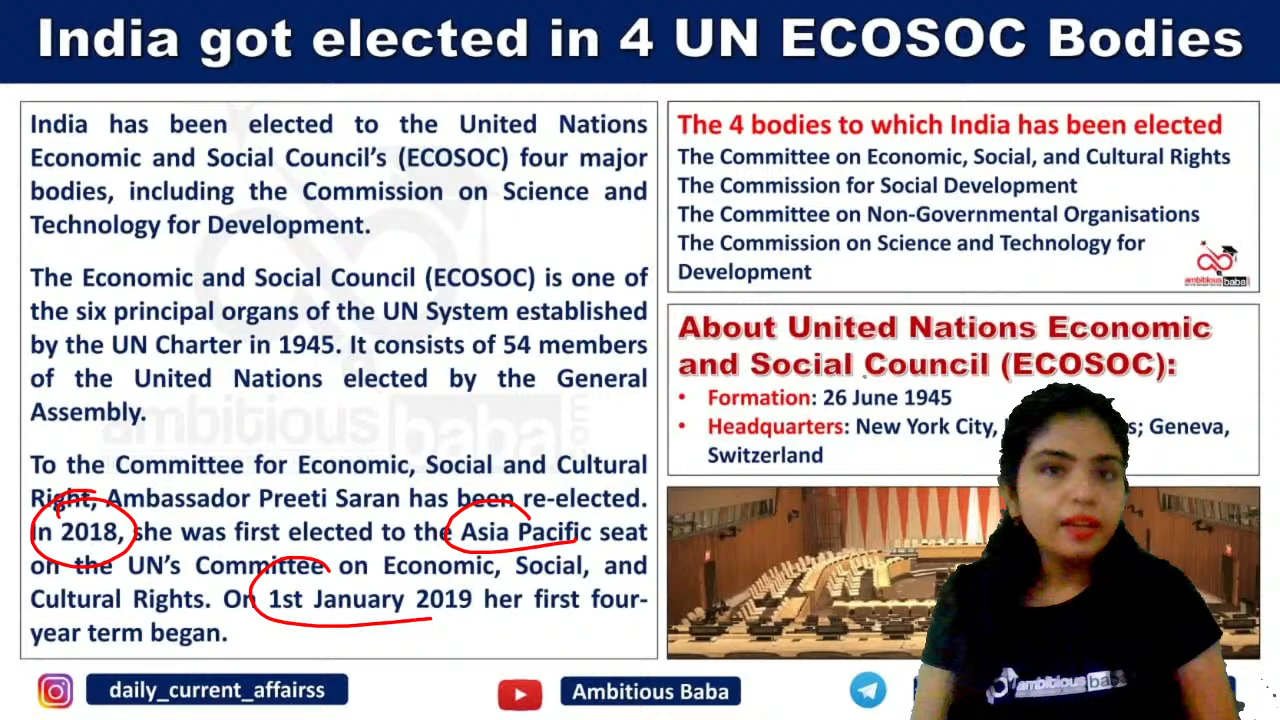 India got elected in 4 UN ECOSOC Bodies
India has been elected to the United Nations
Economic and Social Council's (ECOSOC) four major
bodies, including the Commission on Science and
Technology for Development.
The Economic and Social Council (ECOSOC) is one of
the six principal organs of the UN System established
by the UN Charter in 1945. It consists of 54 members
of the United Nations elected by the General
Assembly.
To the Committee for Economic, Social and Cultural
Right, Ambassador Preeti Saran has been re-elected.
In 2018, she was first elected to the Asia Pacific seat
on the UN's Committee on Economic, Social, and
Cultural Rights. On 1st January 2019 her first four-
year term began.
ambitious baba.com
The 4 bodies to which India has been elected
The Committee on Economic, Social, and Cultural Rights
The Commission for Social Development
The Committee on Non-Governmental Organisations
The Commission on Science and Technology for
Development
ambitious baba
About United Nations Economic
and Social Council (ECOSOC):
• Formation: 26 June 1945
• Headquarters: New York City, Geneva,
Switzerland
ambitious baba
daily_current_affairss
Ambitious Baba